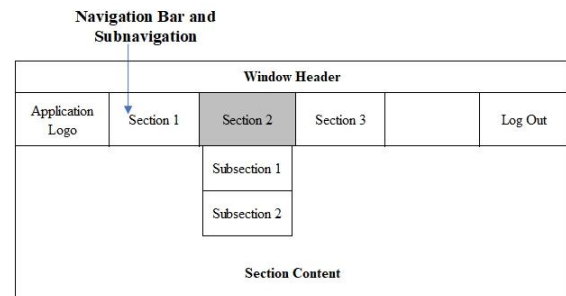 Navigation Bar and
Subnavigation
Window Header
Application
Logo
Section 1
Section 2
Section 3
Log Out
Subsection 1
Subsection 2
Section Content